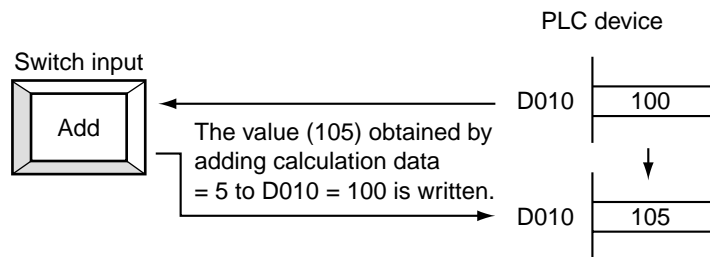 PLC device
Switch input
D010
100
Add
The value (105) obtained by
adding calculation data
= 5 to D010 = 100 is written.
D010
105